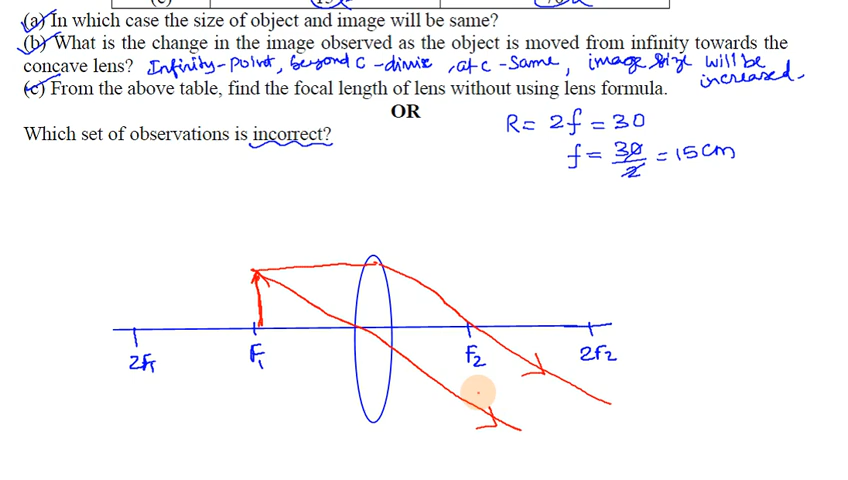 (a) In which case the size of object and image will be same?
(b) What is the change in the image observed as the object is moved from infinity towards the
concave lens? Infinity-Point, beyond C - dimise, at C - Same, image size will be increased.
(c) From the above table, find the focal length of lens without using lens formula.
OR
Which set of observations is incorrect?
R = 2f = 30
f = 30/2 = 15cm
2F1 F1 F2 2F2